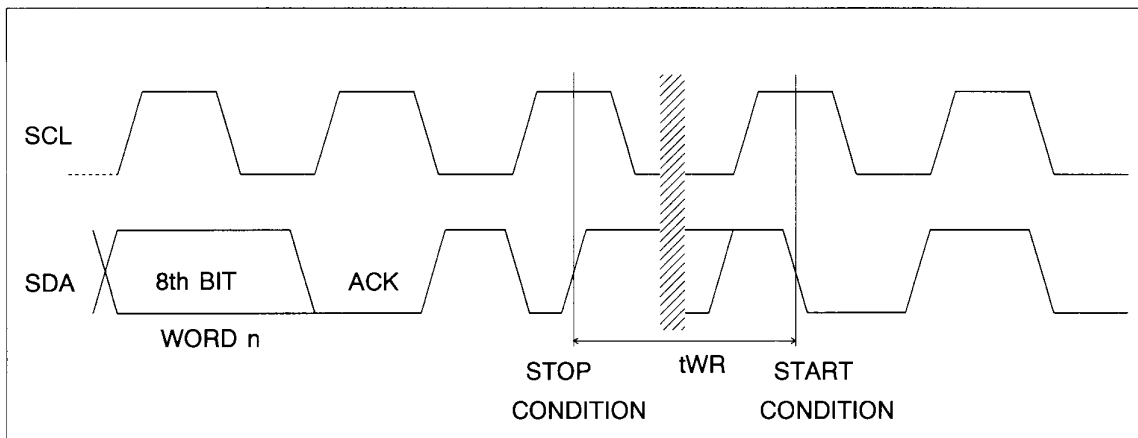 SCL
SDA
8th BIT
ACK
WORD n
tWR
STOP
CONDITION
START
CONDITION